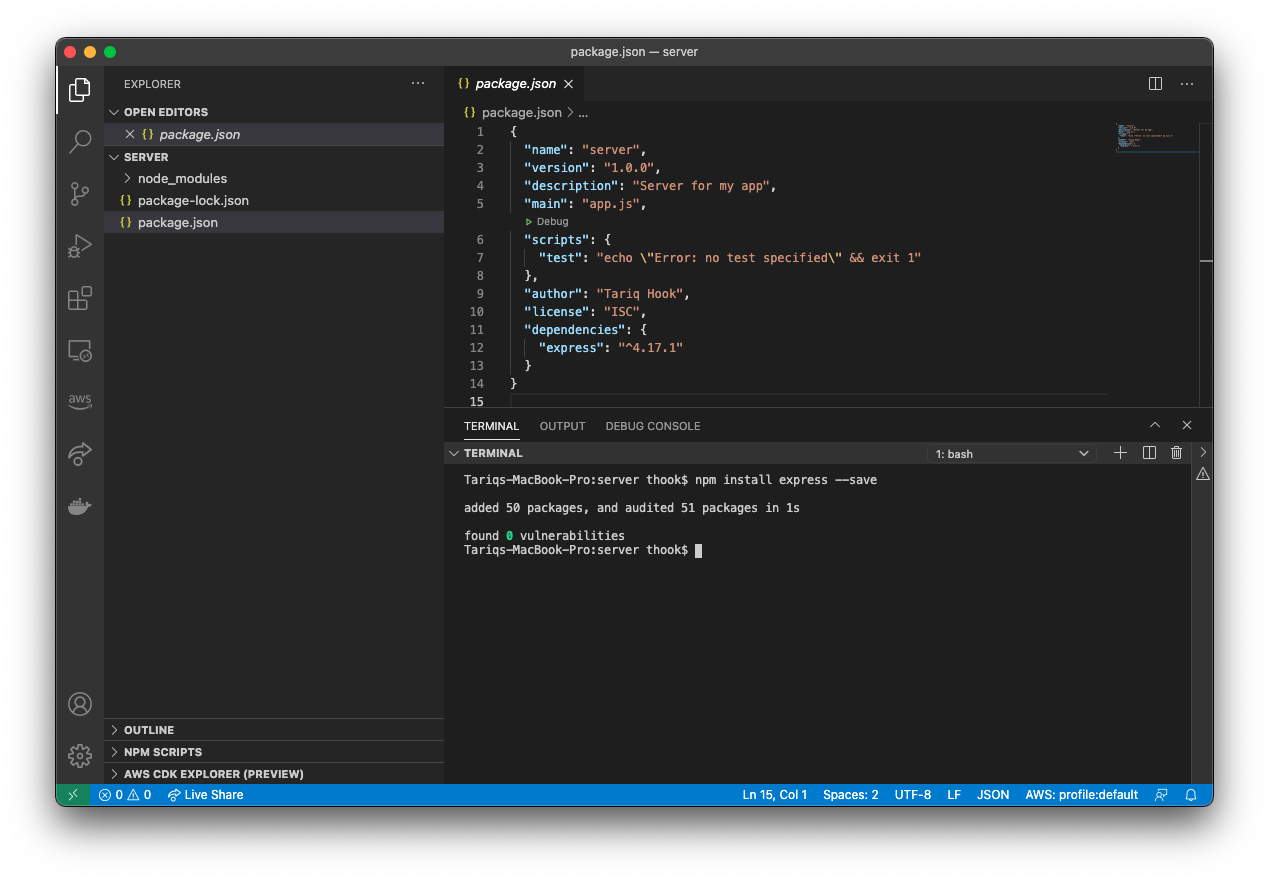 package.json — server
EXPLORER
OPEN EDITORS
package.json
SERVER
node_modules
package-lock.json
package.json
OUTLINE
NPM SCRIPTS
AWS CDK EXPLORER (PREVIEW)
aws
{} package.json
{} package.json > ...
1 {
2 "name": "server",
3 "version": "1.0.0",
4 "description": "Server for my app",
5 "main": "app.js",
Debug
6 "scripts": {
7 "test": "echo \"Error: no test specified\" && exit 1"
8 },
9 "author": "Tariq Hook",
10 "license": "ISC",
11 "dependencies": {
12 "express": "^4.17.1"
13 }
14 }
15
TERMINAL OUTPUT DEBUG CONSOLE
TERMINAL 1: bash
Tariqs-MacBook-Pro:server thook$ npm install express --save
added 50 packages, and audited 51 packages in 1s
found 0 vulnerabilities
Tariqs-MacBook-Pro:server thook$
0 0 Live Share Ln 15, Col 1 Spaces: 2 UTF-8 LF JSON AWS: profile:default